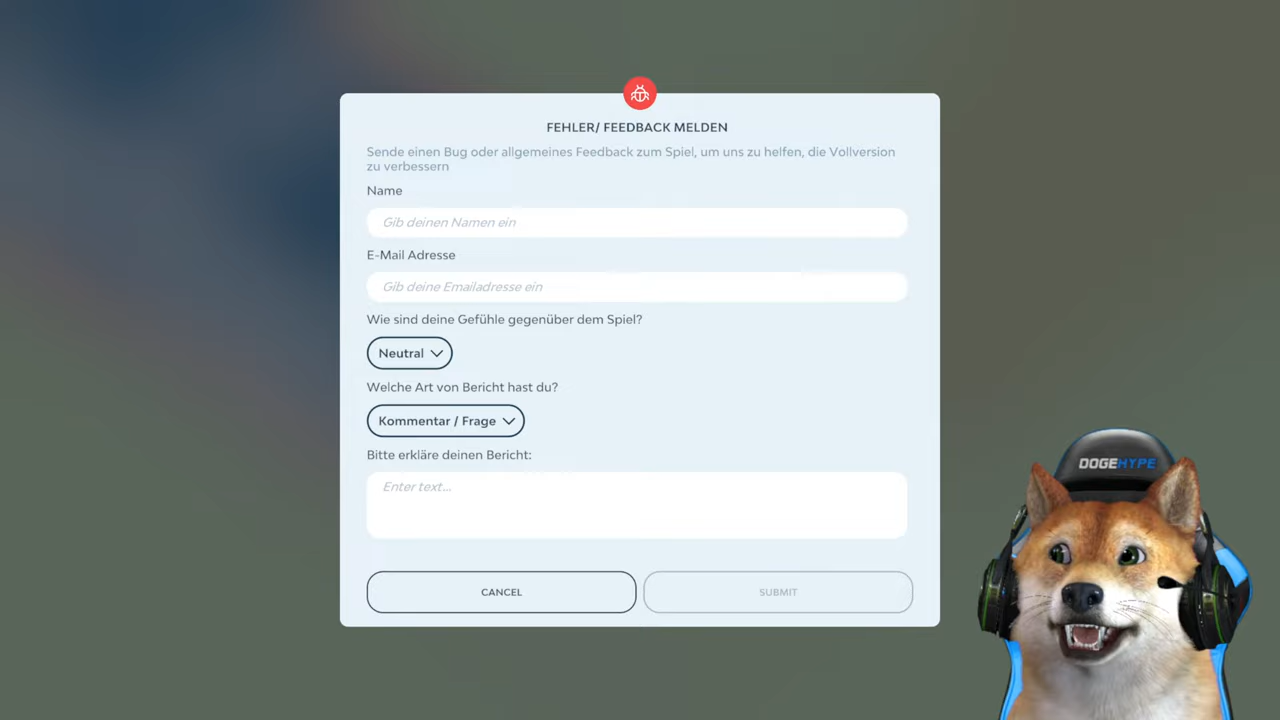 FEHLER/ FEEDBACK MELDEN
Sende einen Bug oder allgemeines Feedback zum Spiel, um uns zu helfen, die Vollversion
zu verbessern
Name
Gib deinen Namen ein
E-Mail Adresse
Gib deine Emailadresse ein
Wie sind deine Gefühle gegenüber dem Spiel?
Neutral
Welche Art von Bericht hast du?
Kommentar / Frage
Bitte erkläre deinen Bericht:
Enter text...
CANCEL
SUBMIT
DOGEHYPE